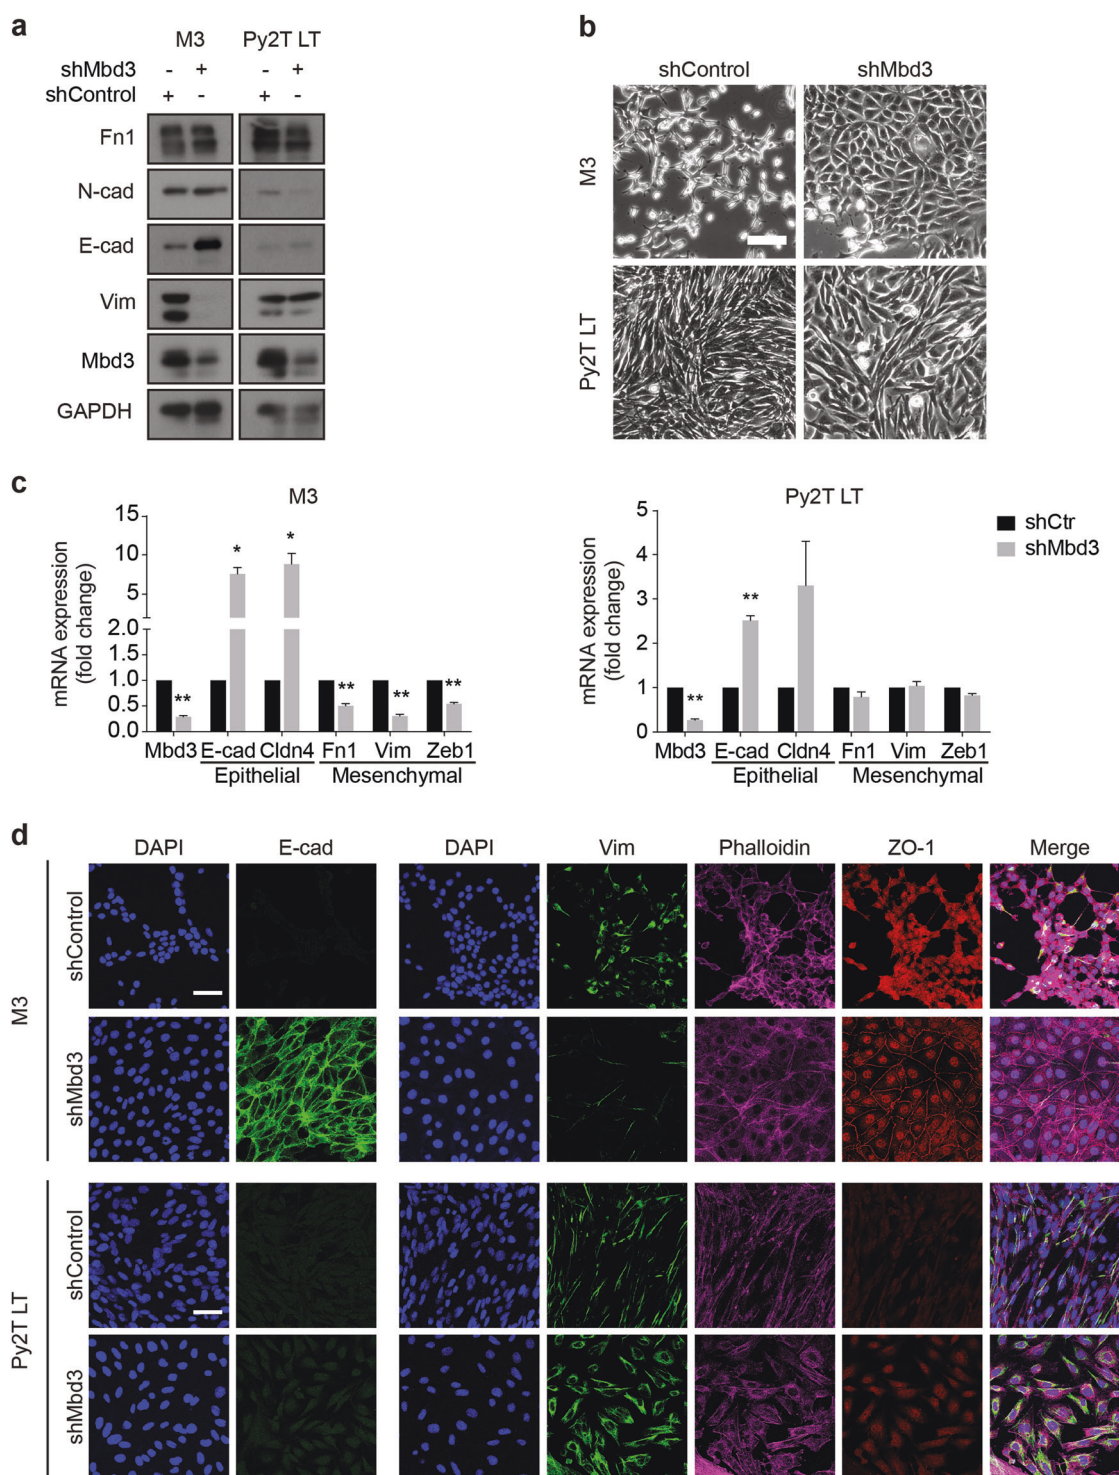 a
M3 Py2T LT
shMbd3 - + - +
shControl + - + -
Fn1
N-cad
E-cad
Vim
Mbd3
GAPDH
b
shControl shMbd3
M3
Py2T LT
c
M3
mRNA expression
(fold change)
15
10
5
2.0
1.5
1.0
0.5
0.0
* * ** ** ** **
Mbd3 E-cad Cldn4 Fn1 Vim Zeb1
Epithelial Mesenchymal
Py2T LT
mRNA expression
(fold change)
5
4
3
2
1
0
** **
Mbd3 E-cad Cldn4 Fn1 Vim Zeb1
Epithelial Mesenchymal
shCtr
shMbd3
d
DAPI E-cad DAPI Vim Phalloidin ZO-1 Merge
M3
shControl
shMbd3
Py2T LT
shControl
shMbd3